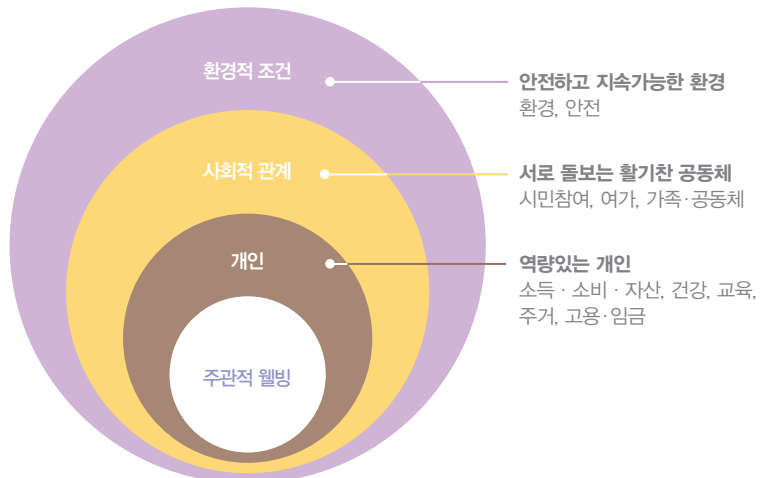 환경적 조건
안전하고 지속가능한 환경
환경, 안전
사회적 관계
서로 돌보는 활기찬 공동체
시민참여, 여가, 가족·공동체
개인
역량있는 개인
소득 · 소비 · 자산, 건강, 교육,
주거, 고용·임금
주관적 웰빙